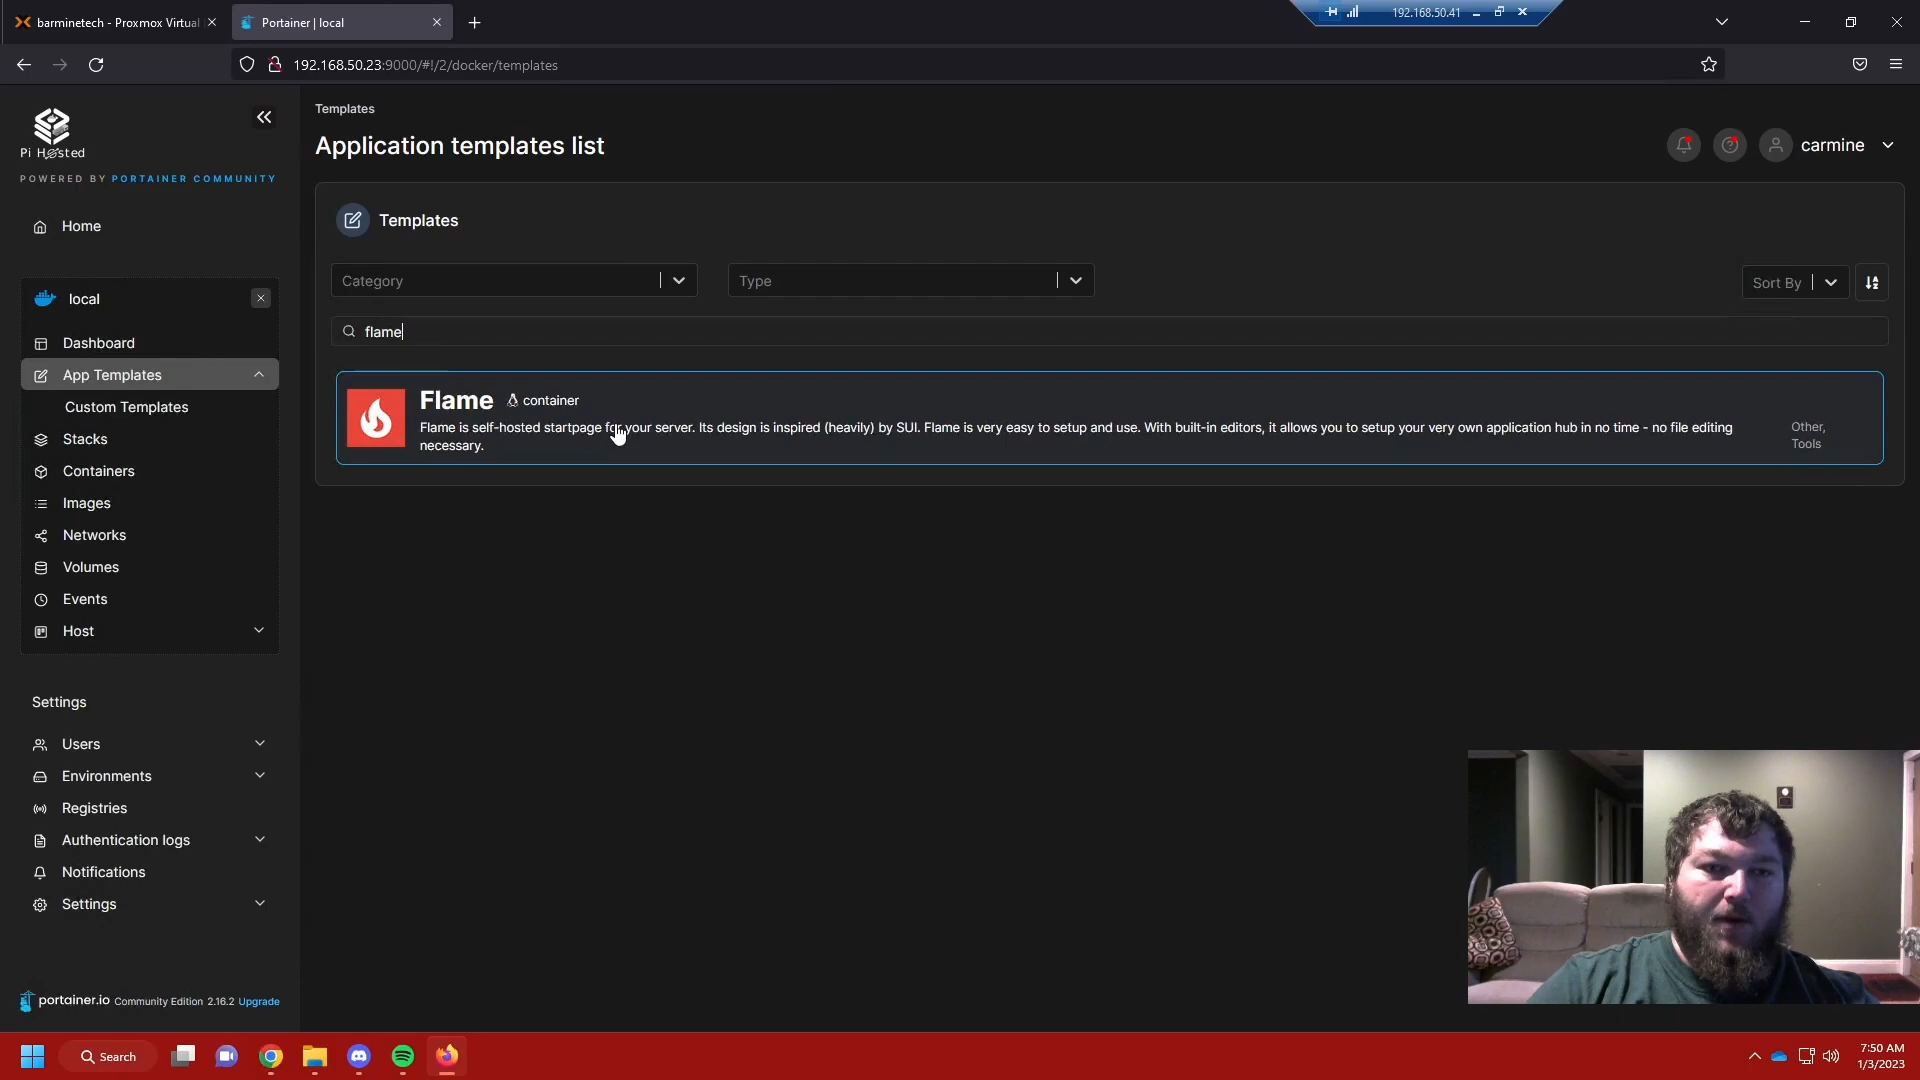 barminetech - Proxmox Virtual
Portainer | local
192.168.50.41
192.168.50.23:9000/#!/2/docker/templates
Pi Hosted
POWERED BY PORTAINER COMMUNITY
Home
local
Dashboard
App Templates
Custom Templates
Stacks
Containers
Images
Networks
Volumes
Events
Host
Settings
Users
Environments
Registries
Authentication logs
Notifications
Settings
portainer.io Community Edition 2.16.2 Upgrade
Templates
Application templates list
carmine
Templates
Category
Type
Sort By
flame
Flame container
Flame is self-hosted startpage for your server. Its design is inspired (heavily) by SUI. Flame is very easy to setup and use. With built-in editors, it allows you to setup your very own application hub in no time - no file editing
necessary.
Other,
Tools
Search
7:50 AM
1/3/2023